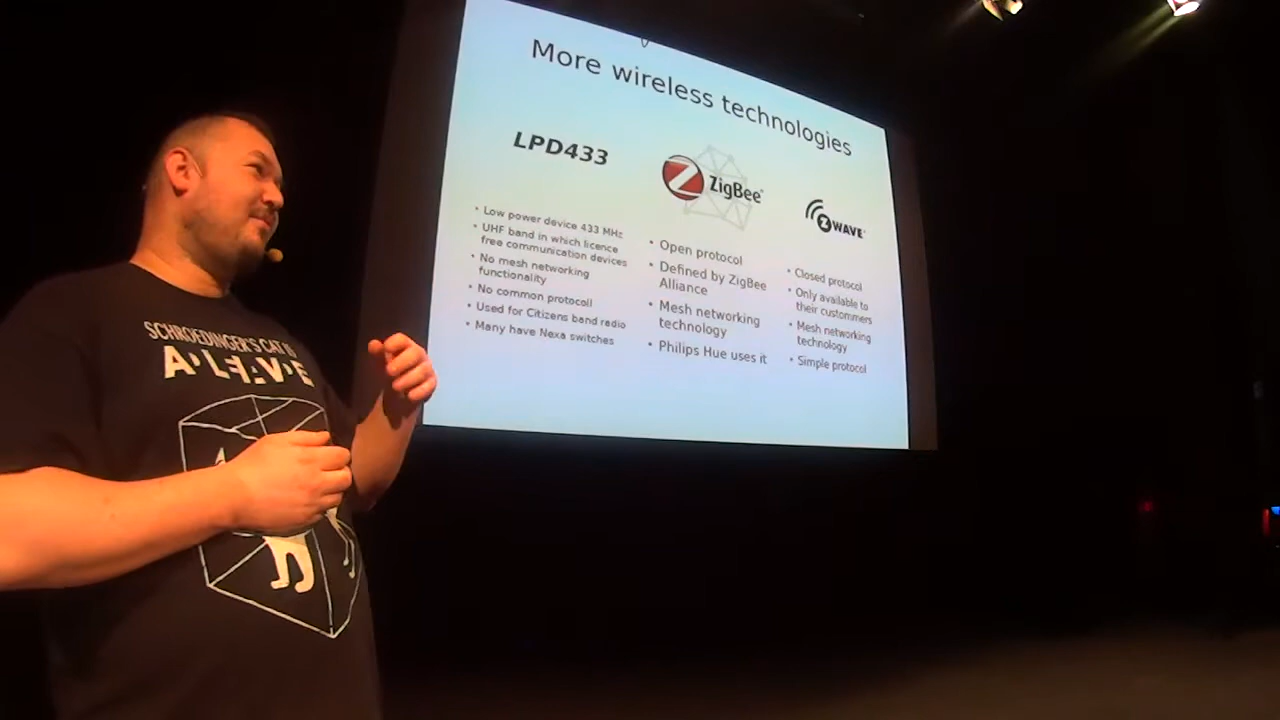 More wireless technologies
LPD433
• Low power device 433 MHz
• UHF band in which licence
free communication devices
• No mesh networking
functionality
• No common protocoll
• Used for Citizens band radio
• Many have Nexa switches
Z ZigBee®
• Open protocol
• Defined by ZigBee
Alliance
• Mesh networking
technology
• Philips Hue uses it
Z WAVE®
• Closed protocol
• Only available to
their custommers
• Mesh networking
technology
• Simple protocol
SCHROEDINGER'S CAT IS